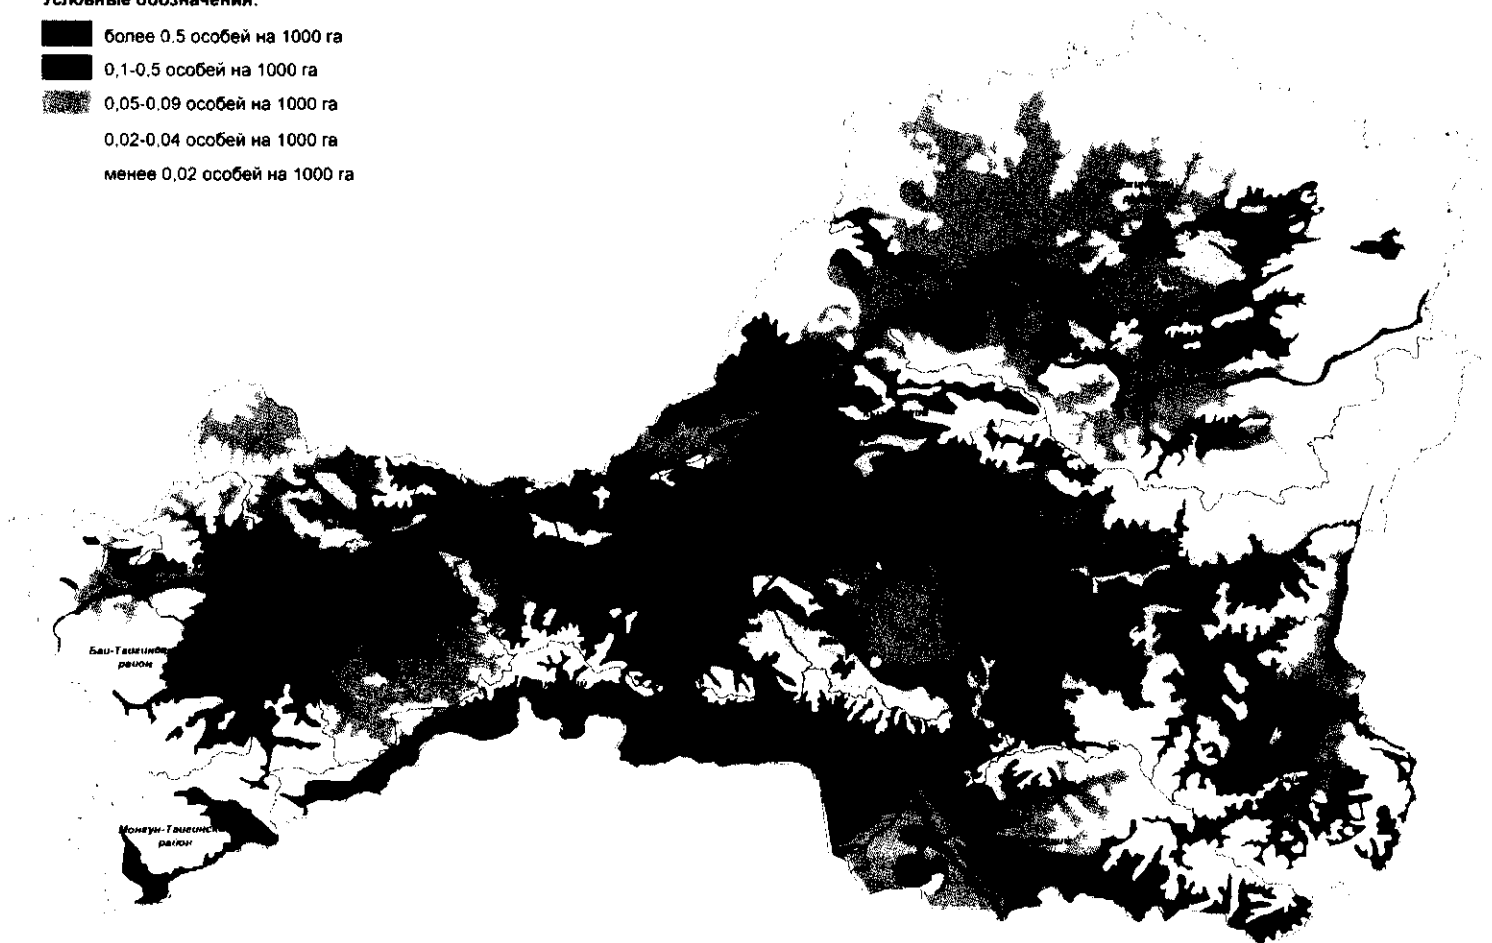 Условные обозначения:
более 0.5 особей на 1000 га
0,1-0,5 особей на 1000 га
0,05-0,09 особей на 1000 га
0,02-0,04 особей на 1000 га
менее 0,02 особей на 1000 га
район
район